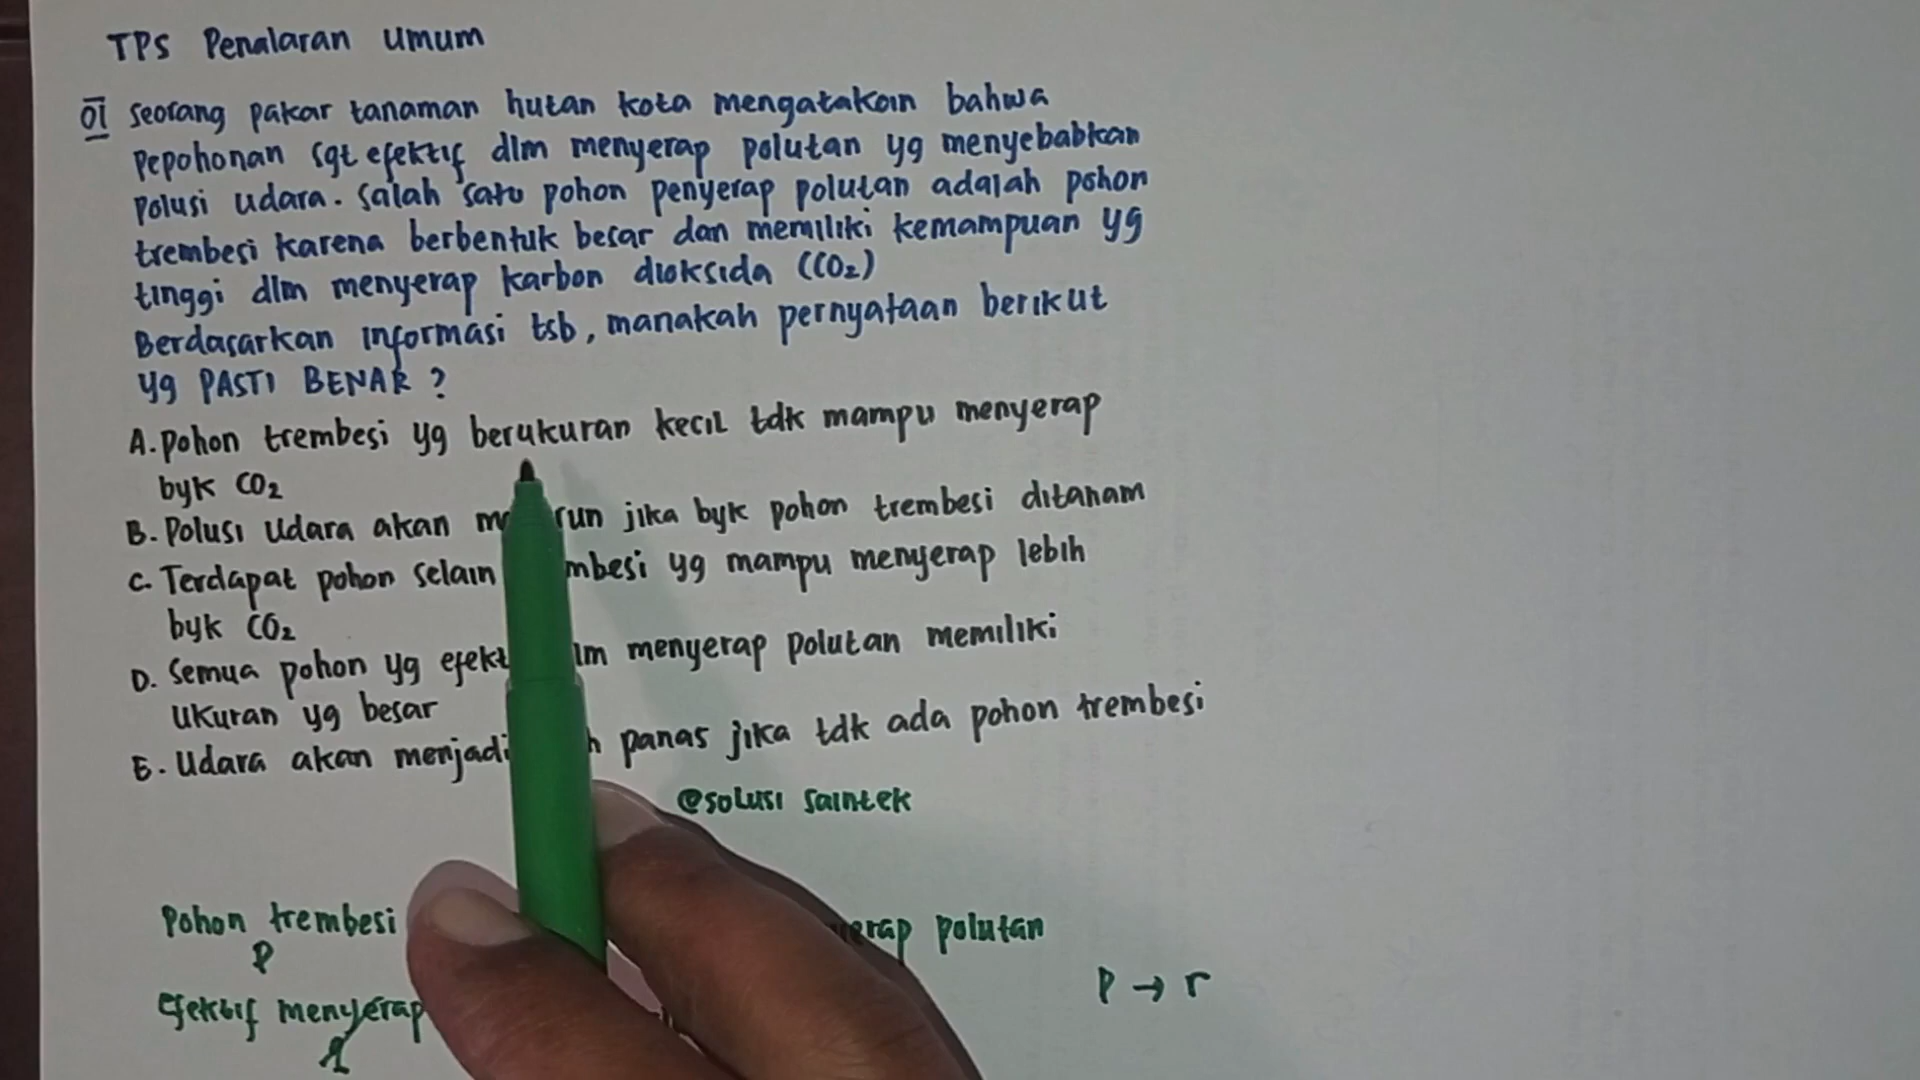 TPS Penalaran Umum
01 Seorang pakar tanaman hutan kota mengatakan bahwa
pepohonan sgt efektif dlm menyerap polutan yg menyebabkan
polusi udara. Salah satu pohon penyerap polutan adalah pohon
trembesi karena berbentuk besar dan memiliki kemampuan yg
tinggi dlm menyerap karbon dioksida (CO₂)
Berdasarkan informasi tsb, manakah pernyataan berikut
yg PASTI BENAR ?
A. pohon trembesi yg berukuran kecil tdk mampu menyerap
byk CO₂
B. Polusi Udara akan run jika byk pohon trembesi ditanam
C. Terdapat pohon selain mbesi yg mampu menyerap lebih
byk CO₂
D. Semua pohon yg efekt lm menyerap polutan memiliki
ukuran yg besar
E. Udara akan menjadi h panas jika tdk ada pohon trembesi
@solusi saintek
Pohon trembesi erap polutan
P
P → r
Efektif menyerap